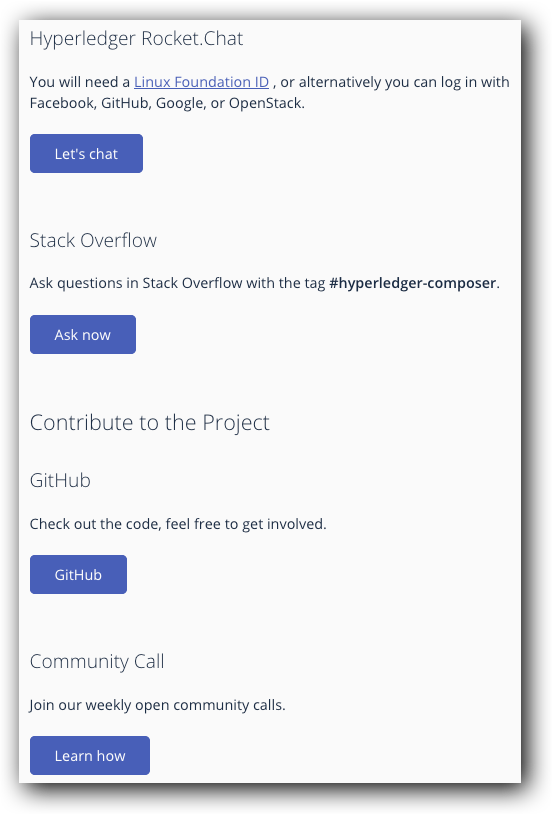 Hyperledger Rocket.Chat
You will need a Linux Foundation ID , or alternatively you can log in with
Facebook, GitHub, Google, or OpenStack.
Let's chat
Stack Overflow
Ask questions in Stack Overflow with the tag #hyperledger-composer.
Ask now
Contribute to the Project
GitHub
Check out the code, feel free to get involved.
GitHub
Community Call
Join our weekly open community calls.
Learn how